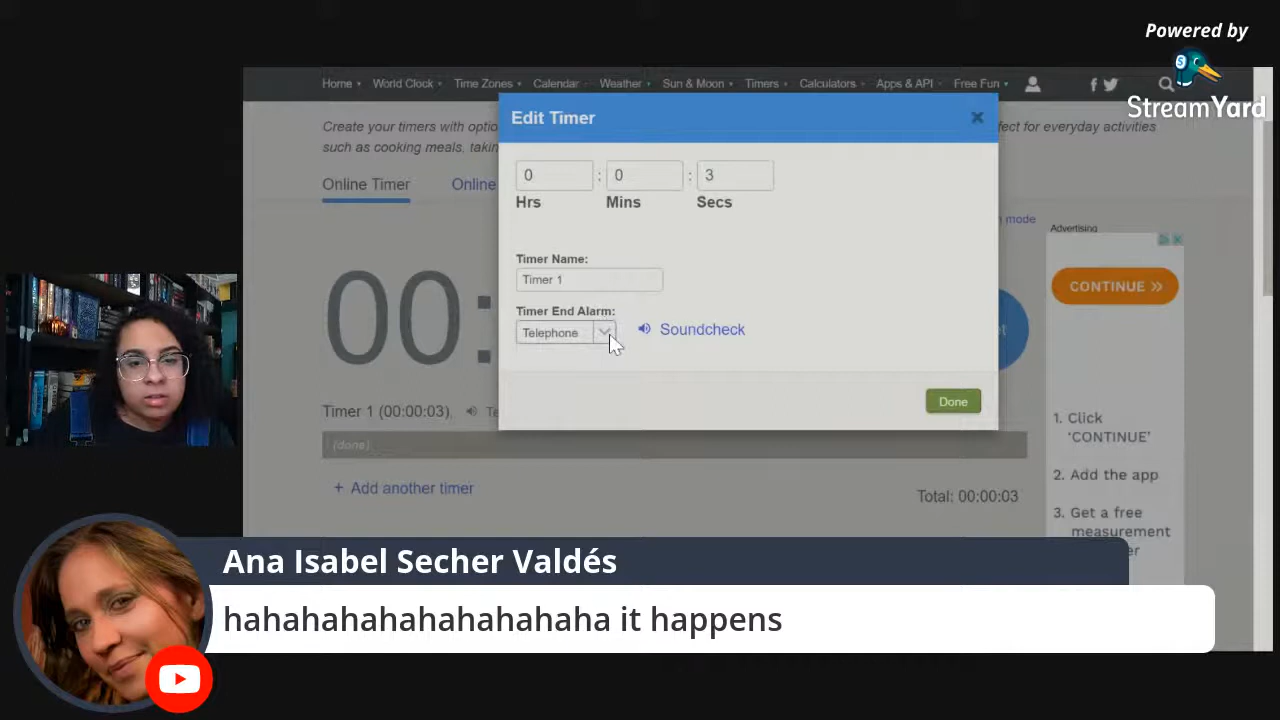 Powered by
StreamYard
Home World Clock Time Zones Calendar Weather Sun & Moon Timers Calculators Apps & API Free Fun
Create your timers with optio
fect for everyday activities
such as cooking meals, takin
Online Timer
Online
mode
Edit Timer
0 : 0 : 3
Hrs Mins Secs
Timer Name:
Timer 1
Timer End Alarm:
Telephone
Soundcheck
Done
00:
Timer 1 (00:00:03).
Te
(done)
+ Add another timer
Total: 00:00:03
Advertising
CONTINUE >>
1. Click
'CONTINUE'
2. Add the app
3. Get a free
measurement
er
Ana Isabel Secher Valdés
hahahahahahahahahaha it happens